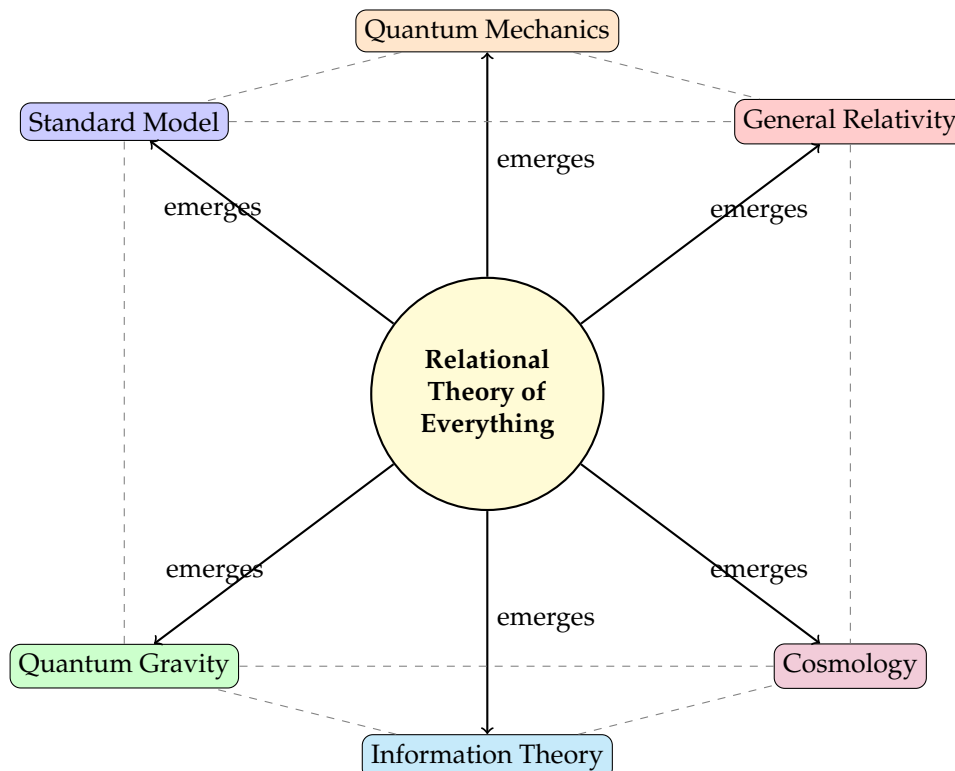 Quantum Mechanics
Standard Model
General Relativity
emerges
emerges
emerges
Relational
Theory of
Everything
emerges
emerges
emerges
Quantum Gravity
Cosmology
Information Theory